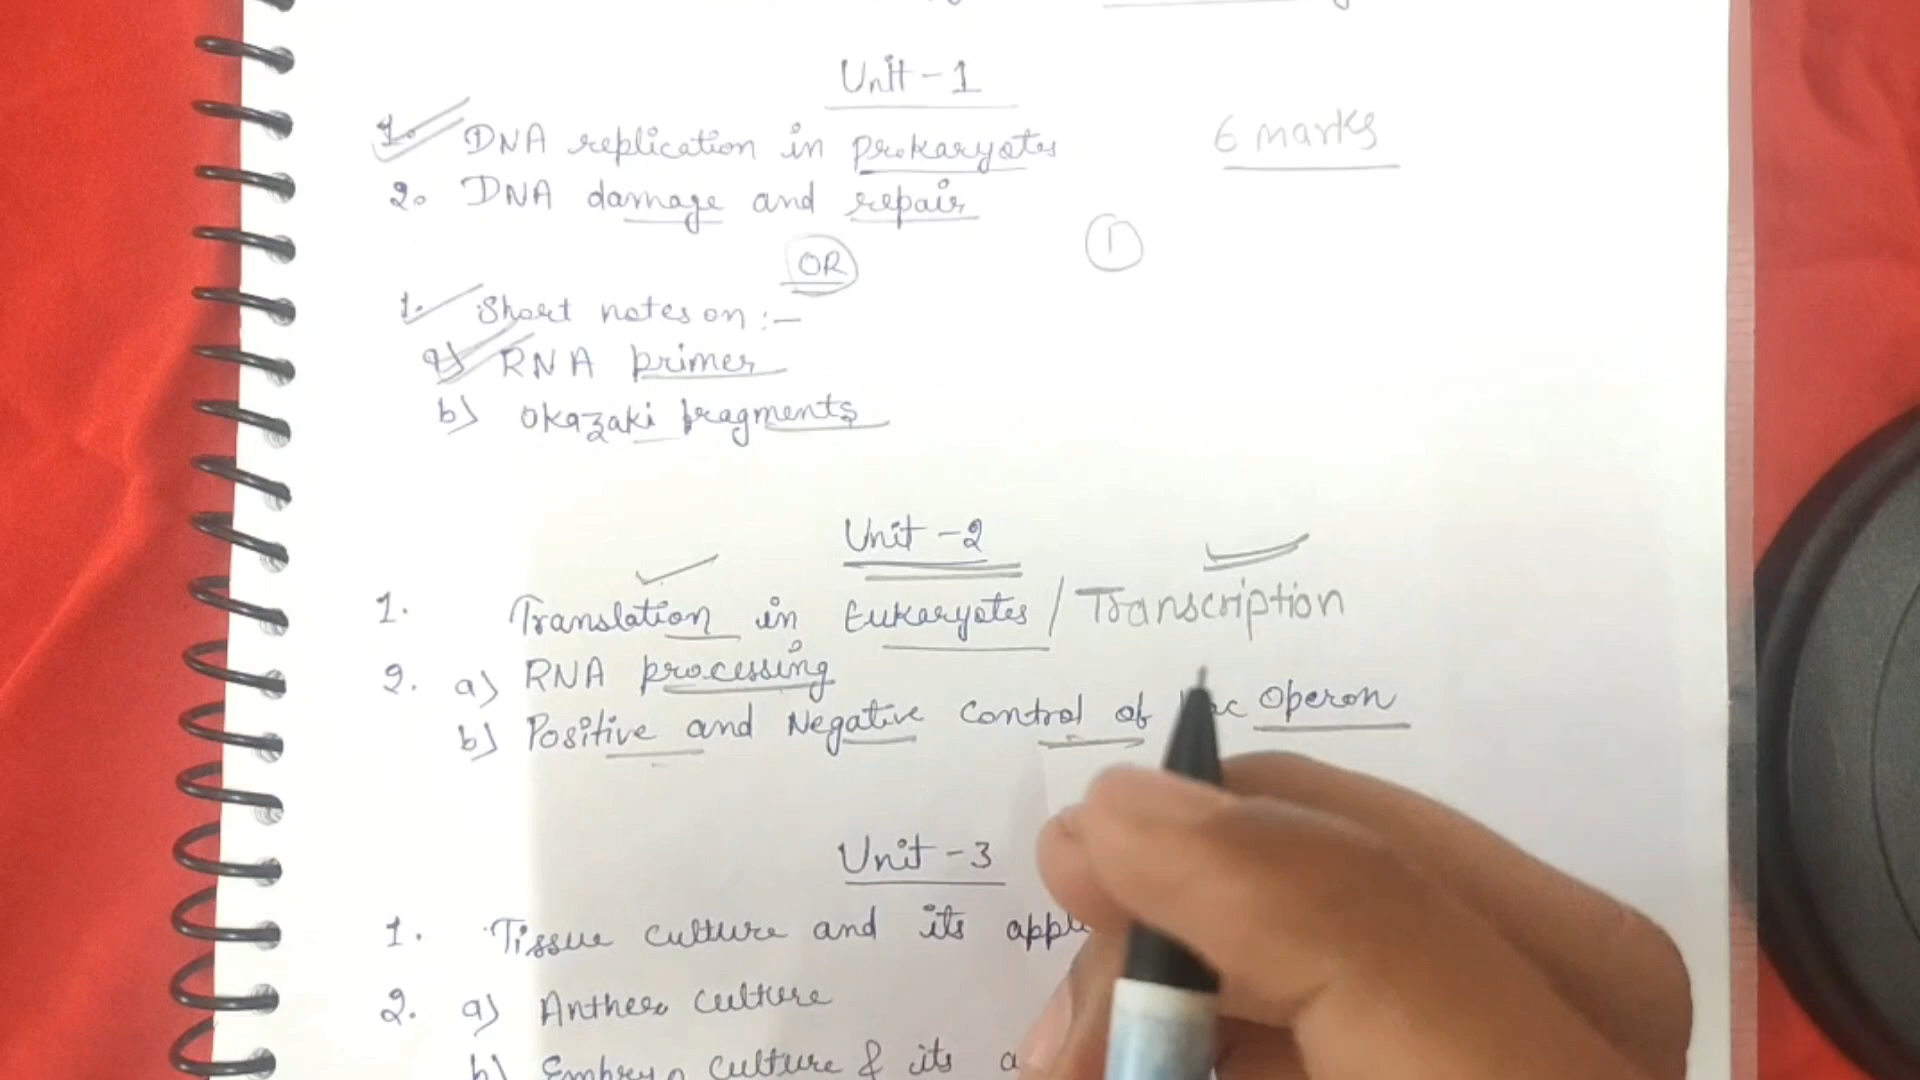 Unit - 1
1. DNA replication in prokaryotes
6 marks
2. DNA damage and repair
OR
1
1. Short notes on :-
a) RNA primer
b) Okazaki fragments
Unit - 2
1. Translation in Eukaryotes / Transcription
2. a) RNA processing
b) Positive and Negative control of Operon
Unit - 3
1. Tissue culture and its
2. a) Anther culture
b) Embryo culture & its